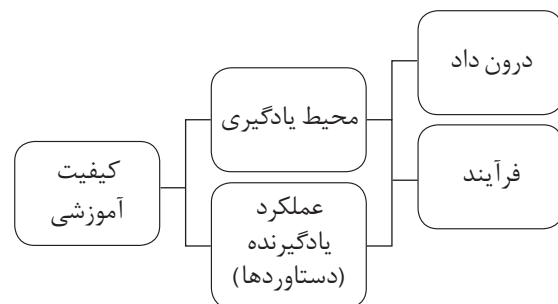 درون داد
محیط یادگیری
فرآیند
کیفیت
آموزشی
عملکرد
یادگیرنده
(دستاوردها)